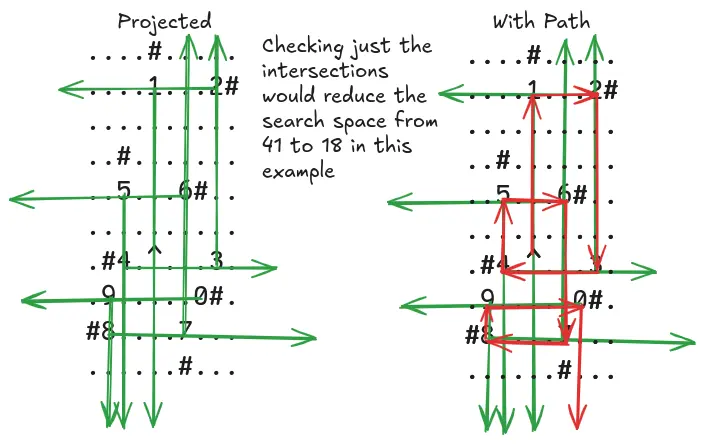 Projected
....#.....
....1...2#
..........
..#.......
..5...6#..
..........
.#4.^...3.
.9.....0#.
#8....7...
......#...
Checking just the
intersections
would reduce the
search space from
41 to 18 in this
example
With Path
....#.....
....1...2#
..........
..#.......
..5...6#..
..........
.#4.^...3.
.9.....0#.
#8....7...
......#...